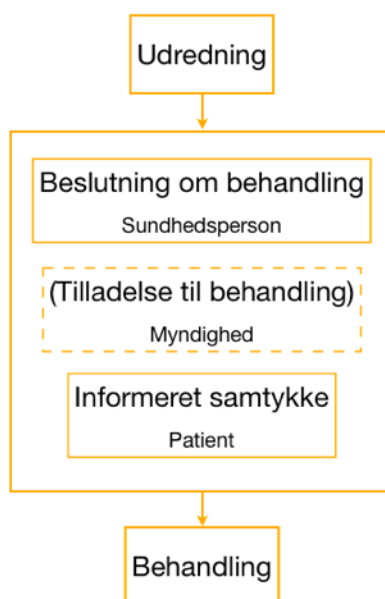 Udredning
Beslutning om behandling
Sundhedsperson
(Tilladelse til behandling)
Myndighed
Informeret samtykke
Patient
Behandling